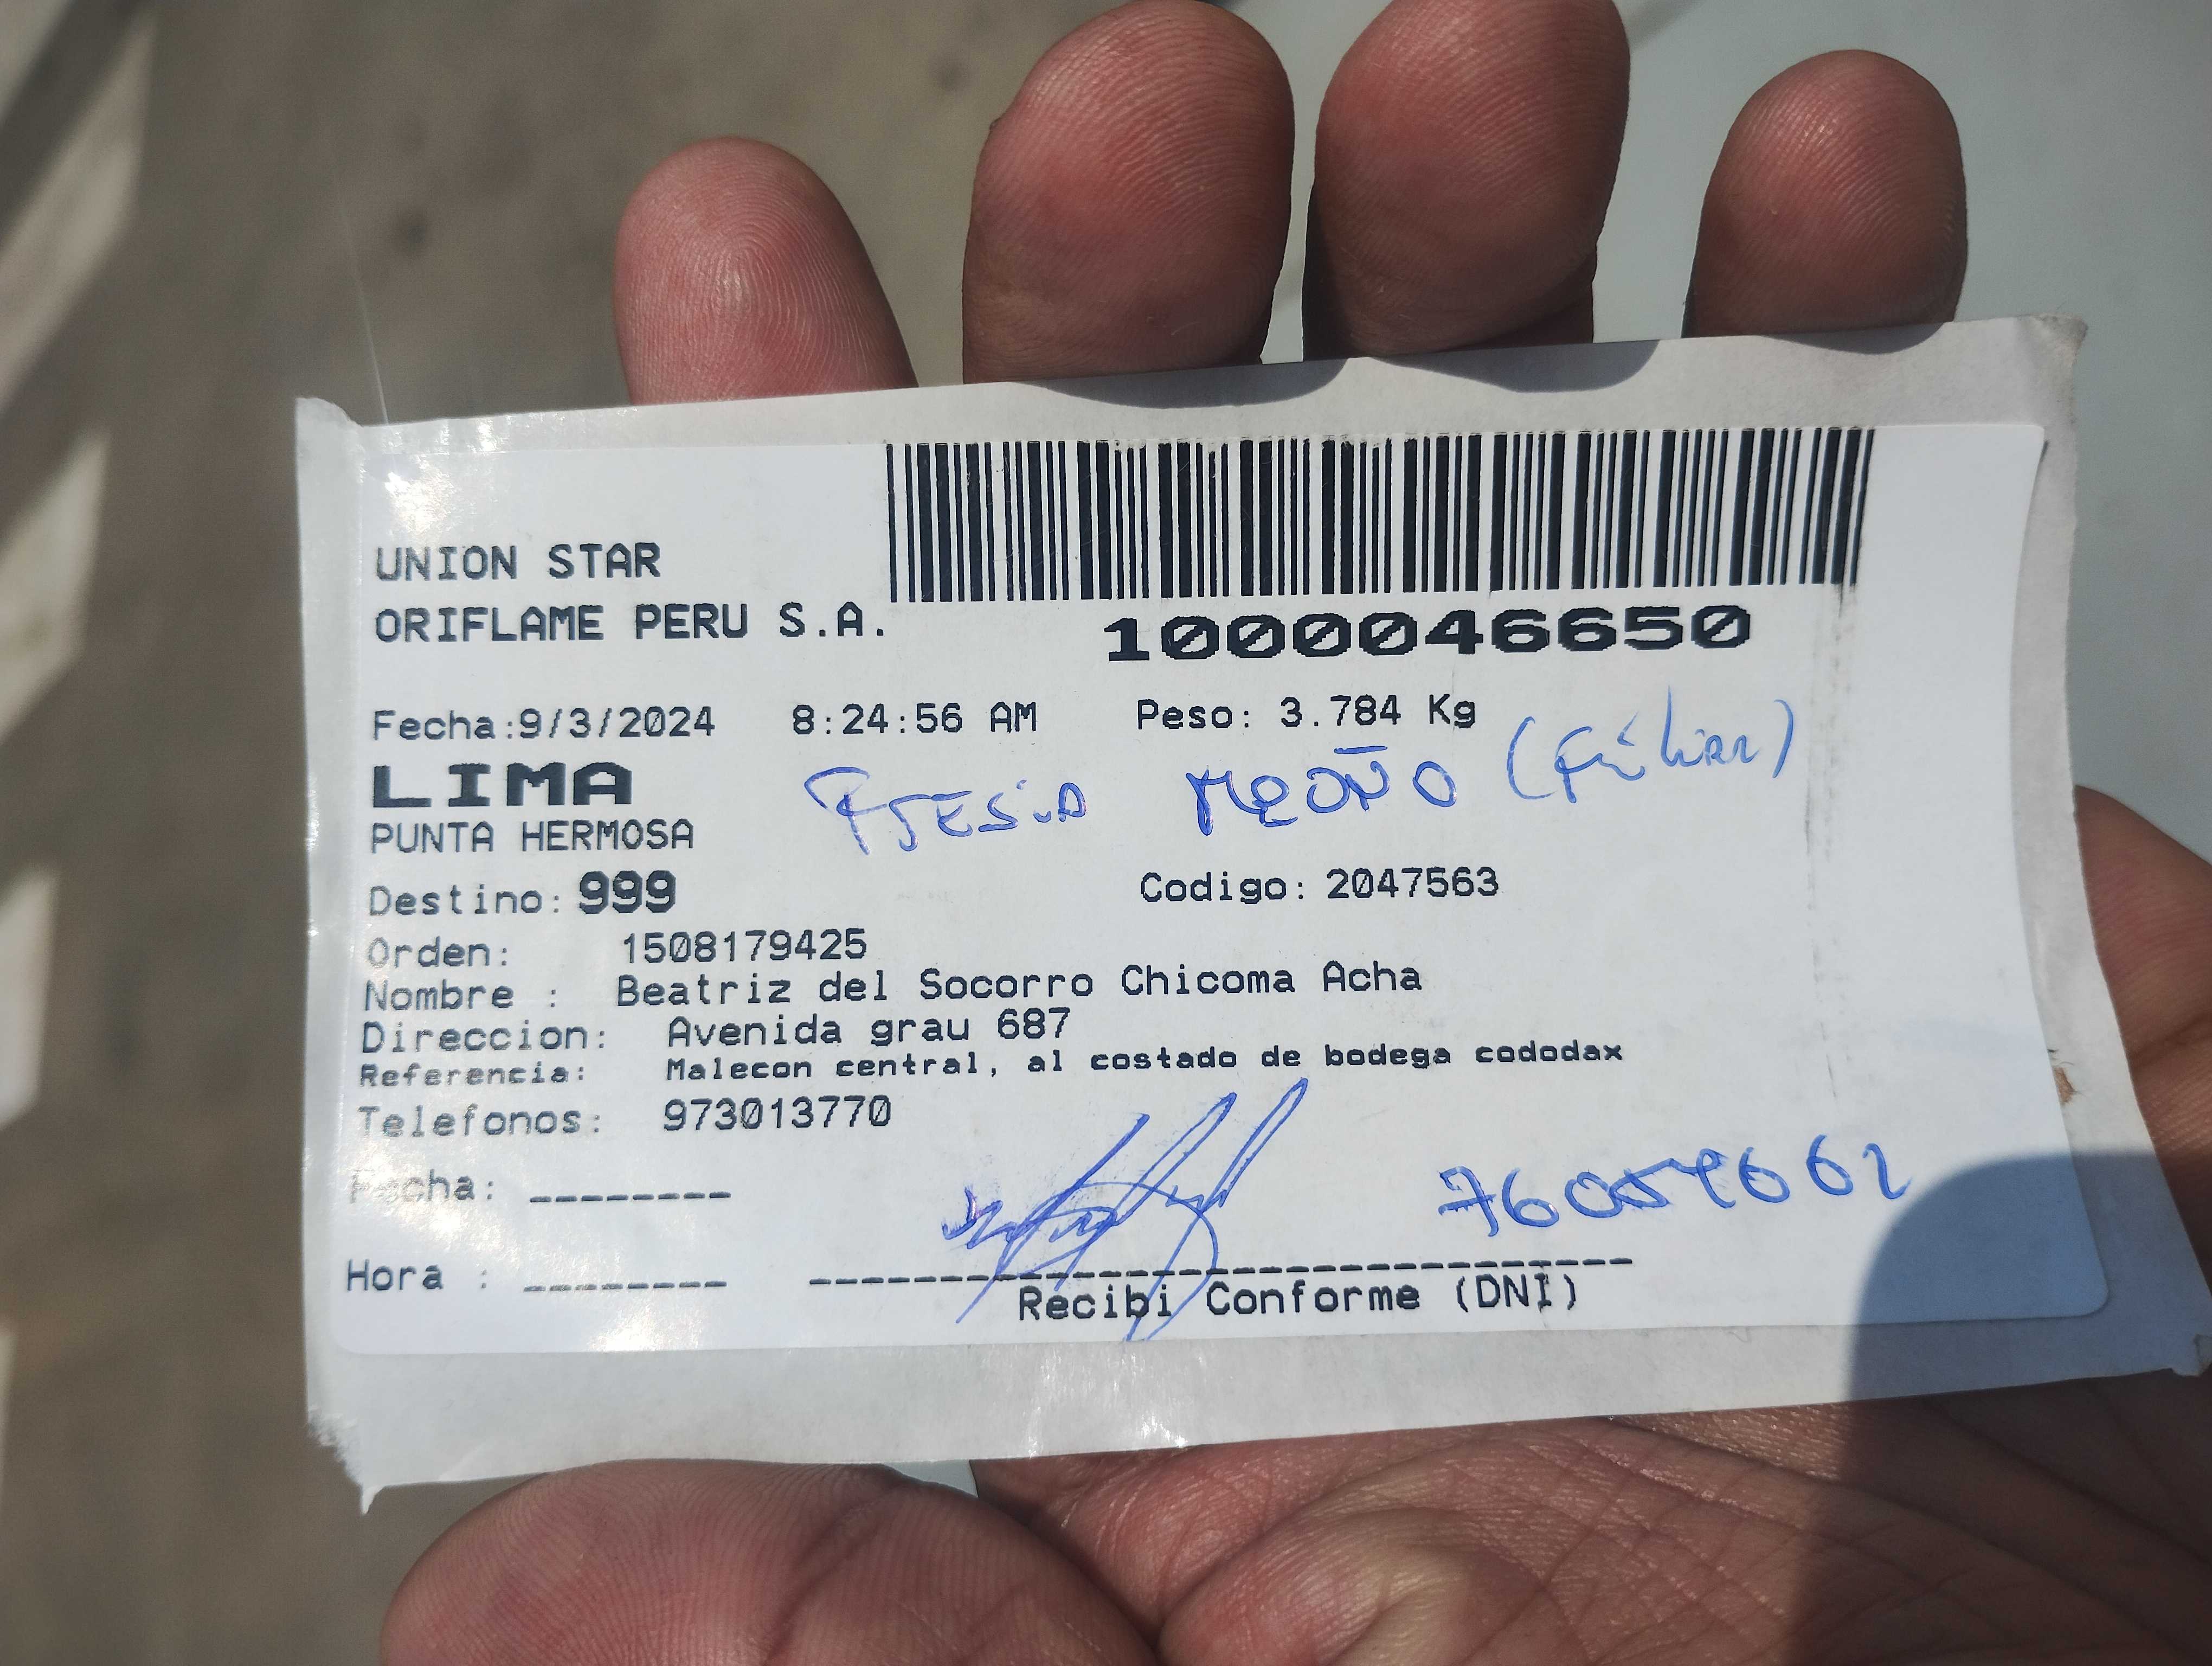 UNION STAR
ORIFLAME PERU S.A.
1000046650
Fecha:9/3/2024 8:24:56 AM Peso: 3.784 Kg
LIMA
PUNTA HERMOSA
MEOÑO
Destino: 999 Codigo: 2047563
Orden: 1508179425
Nombre : Beatriz del Socorro Chicoma Acha
Direccion: Avenida grau 687
Referencia: Malecon central, al costado de bodega cododax
Telefonos: 973013770
Fecha: --------
Hora : --------
Recibi Conforme (DNI)